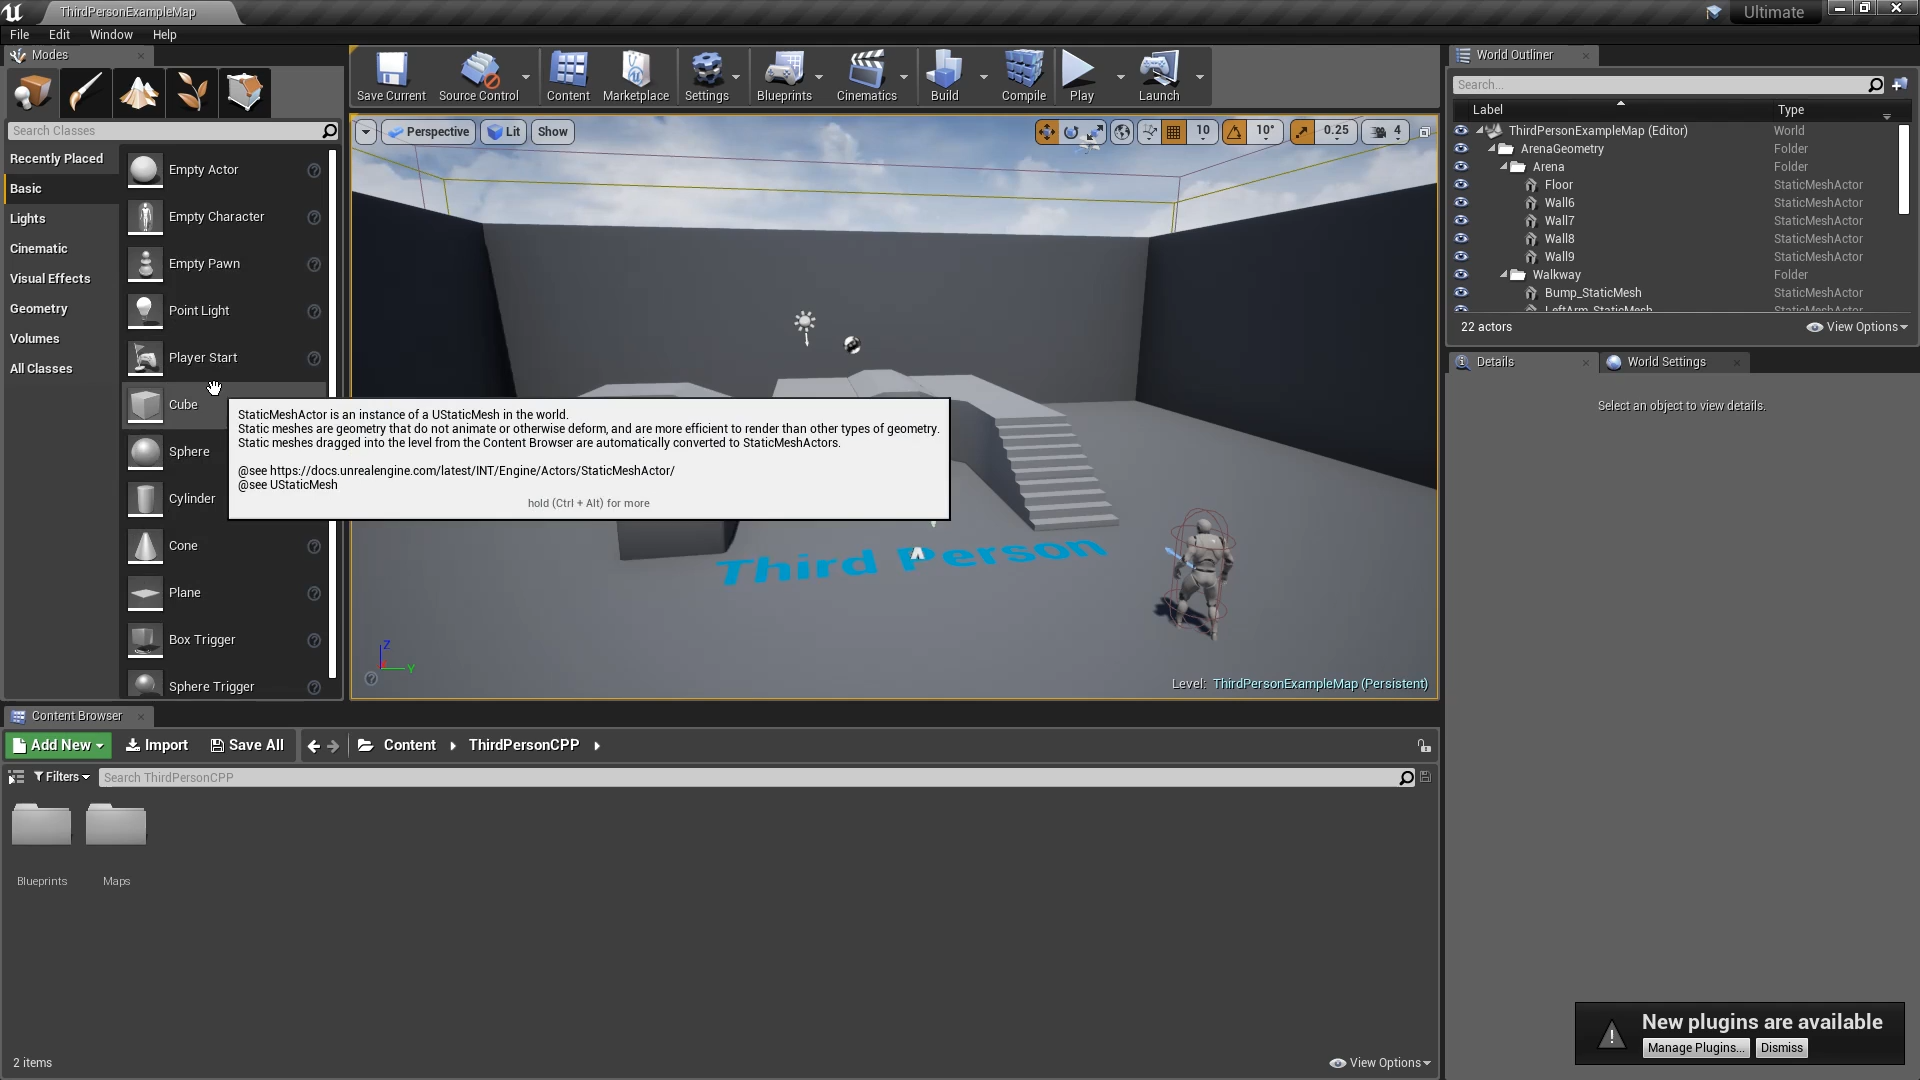 ThirdPersonExampleMap
Ultimate
File Edit Window Help
Modes
Save Current Source Control Content Marketplace Settings Blueprints Cinematics Build Compile Play Launch
World Outliner
Search...
Label Type
Search Classes
Recently Placed
Basic
Lights
Cinematic
Visual Effects
Geometry
Volumes
All Classes
Empty Actor
Empty Character
Empty Pawn
Point Light
Player Start
Cube
Sphere
Cylinder
Cone
Plane
Box Trigger
Sphere Trigger
Perspective Lit Show
10 10° 0.25 4
StaticMeshActor is an instance of a UStaticMesh in the world.
Static meshes are geometry that do not animate or otherwise deform, and are more efficient to render than other types of geometry.
Static meshes dragged into the level from the Content Browser are automatically converted to StaticMeshActors.
@see https://docs.unrealengine.com/latest/INT/Engine/Actors/StaticMeshActor/
@see UStaticMesh
hold (Ctrl + Alt) for more
Third Person
Z
Y
Level: ThirdPersonExampleMap (Persistent)
ThirdPersonExampleMap (Editor) World
ArenaGeometry Folder
Arena Folder
Floor StaticMeshActor
Wall6 StaticMeshActor
Wall7 StaticMeshActor
Wall8 StaticMeshActor
Wall9 StaticMeshActor
Walkway Folder
Bump_StaticMesh StaticMeshActor
LeftArm_StaticMesh StaticMeshActor
22 actors View Options
Details World Settings
Select an object to view details.
Content Browser
Add New Import Save All Content ThirdPersonCPP
Filters Search ThirdPersonCPP
Blueprints Maps
2 items View Options
New plugins are available
Manage Plugins... Dismiss